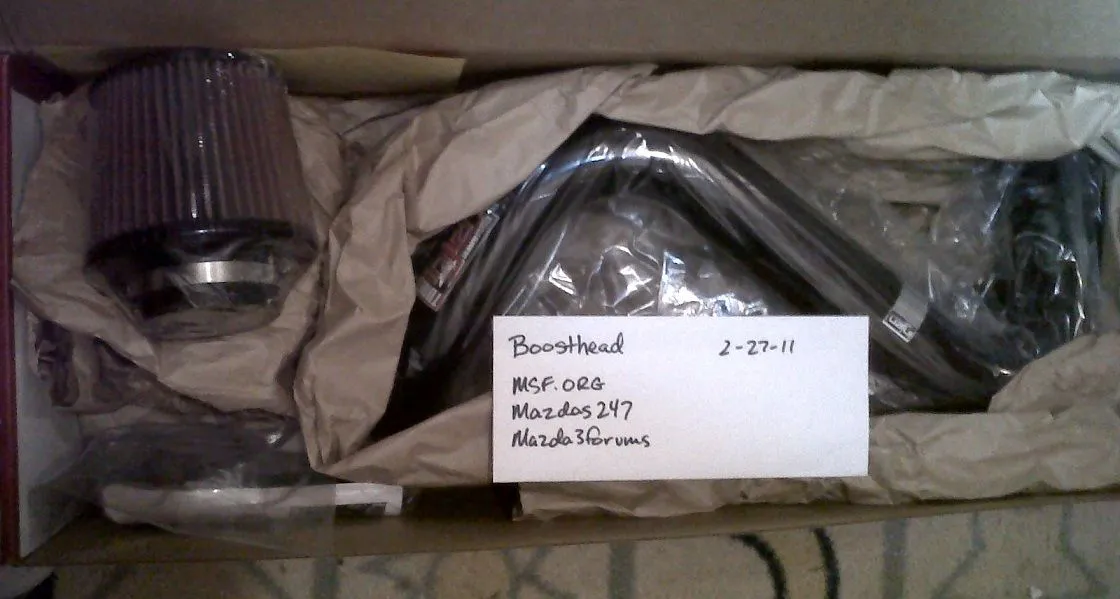 Boosthead 2-27-11
MSF.ORG
Mazdas247
Mazda3forums